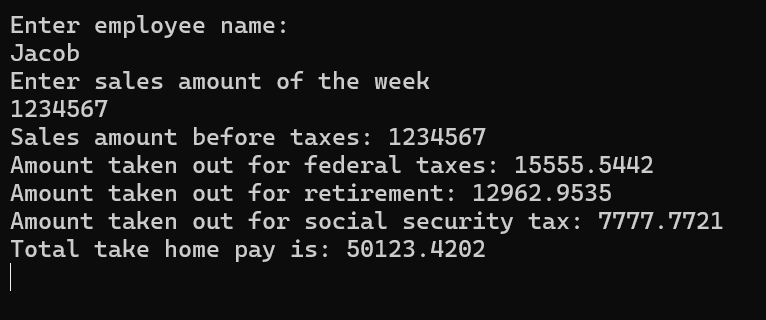 Enter employee name:
Jacob
Enter sales amount of the week
1234567
Sales amount before taxes: 1234567
Amount taken out for federal taxes: 15555.5442
Amount taken out for retirement: 12962.9535
Amount taken out for social security tax: 7777.7721
Total take home pay is: 50123.4202